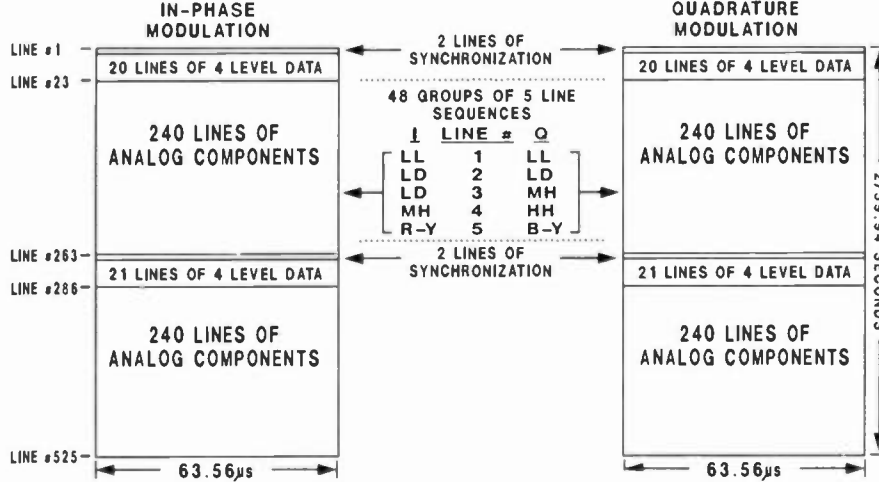 IN-PHASE
MODULATION
QUADRATURE
MODULATION
LINE #1
2 LINES OF
SYNCHRONIZATION
20 LINES OF 4 LEVEL DATA
20 LINES OF 4 LEVEL DATA
LINE #23
48 GROUPS OF 5 LINE
SEQUENCES
I LINE # Q
LL 1 LL
LD 2 LD
LD 3 MH
MH 4 HH
R-Y 5 B-Y
240 LINES OF
ANALOG COMPONENTS
240 LINES OF
ANALOG COMPONENTS
LINE #263
2 LINES OF
SYNCHRONIZATION
21 LINES OF 4 LEVEL DATA
21 LINES OF 4 LEVEL DATA
LINE #286
240 LINES OF
ANALOG COMPONENTS
240 LINES OF
ANALOG COMPONENTS
LINE #525
63.56µs
63.56µs
SECONDS